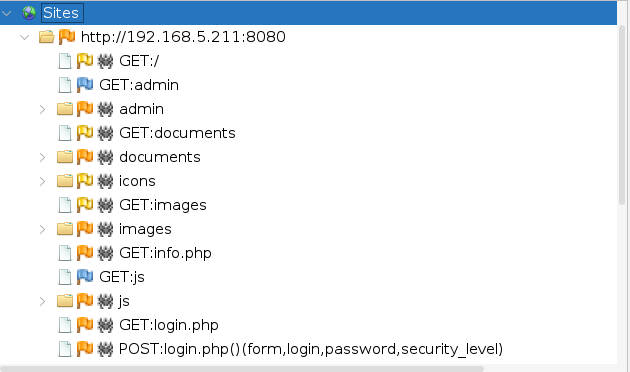 Sites
http://192.168.5.211:8080
GET:/
GET:admin
admin
GET:documents
documents
icons
GET:images
images
GET:info.php
GET:js
js
GET:login.php
POST:login.php()(form,login,password,security_level)